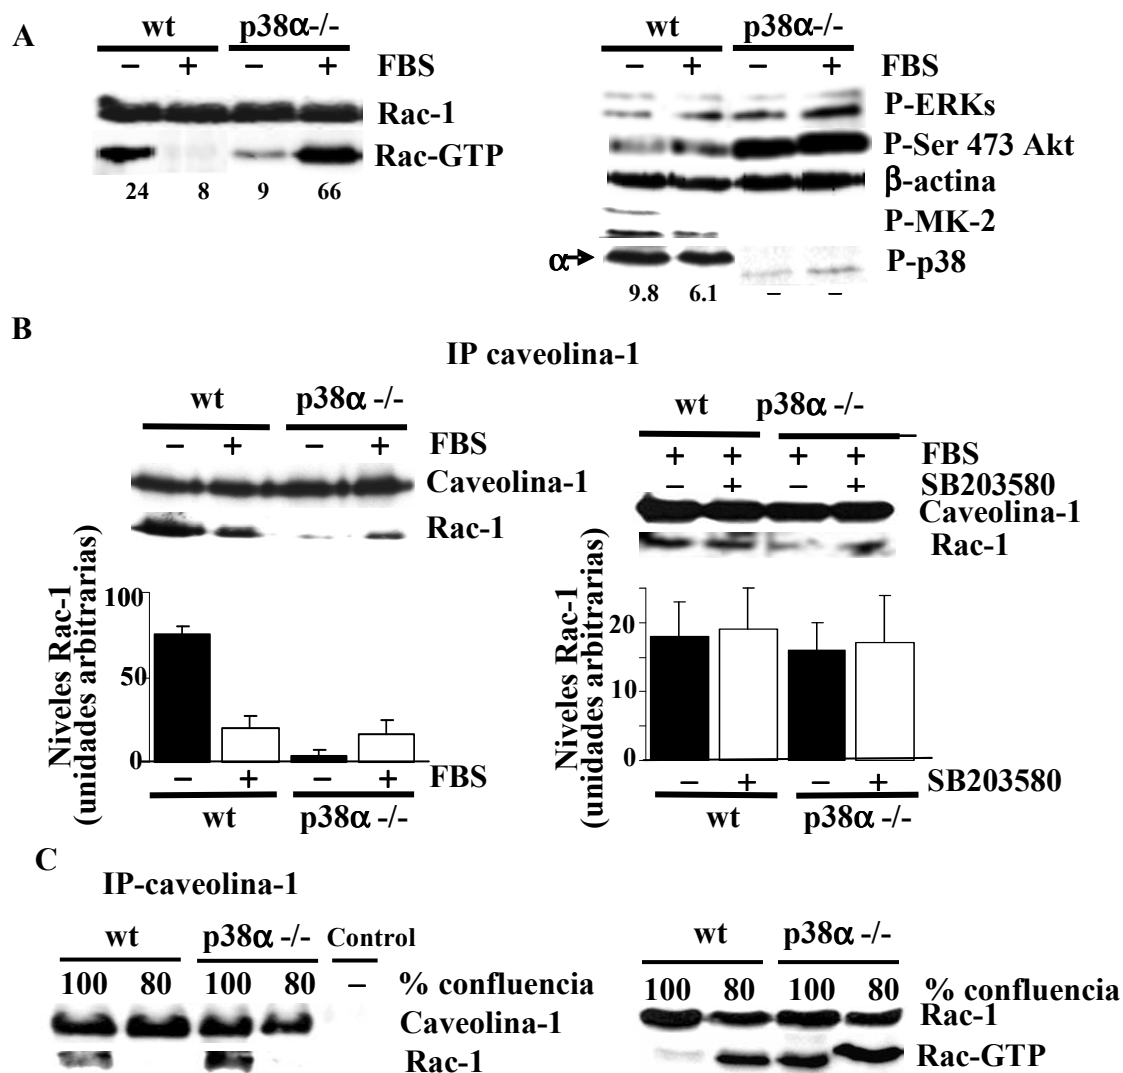 A
wt p38α-/-
− + − + FBS
Rac-1
Rac-GTP
24 8 9 66
wt p38α-/-
− + − + FBS
P-ERKs
P-Ser 473 Akt
β-actina
P-MK-2
α P-p38
9.8 6.1 − −
B
IP caveolina-1
wt p38α -/-
− + − + FBS
Caveolina-1
Rac-1
Niveles Rac-1
(unidades arbitrarias)
100
50
0
− + − + FBS
wt p38α -/-
wt p38α -/-
+ + + + FBS
− + − + SB203580
Caveolina-1
Rac-1
Niveles Rac-1
(unidades arbitrarias)
20
10
0
− + − + SB203580
wt p38α -/-
C
IP-caveolina-1
wt p38α -/- Control
100 80 100 80 − % confluencia
Caveolina-1
Rac-1
wt p38α -/-
100 80 100 80 % confluencia
Rac-1
Rac-GTP